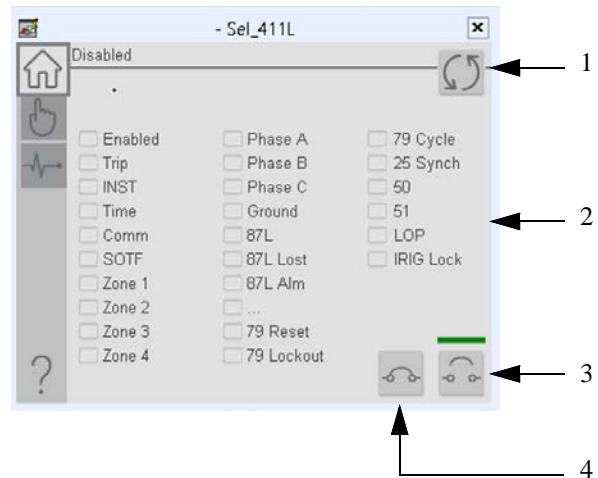 - Sel_411L
Disabled
1
.
Enabled Phase A 79 Cycle
Trip Phase B 25 Synch
INST Phase C 50
Time Ground 51
Comm 87L LOP
SOTF 87L Lost IRIG Lock
Zone 1 87L Alm
Zone 2 ...
Zone 3 79 Reset
Zone 4 79 Lockout
?
2
3
4